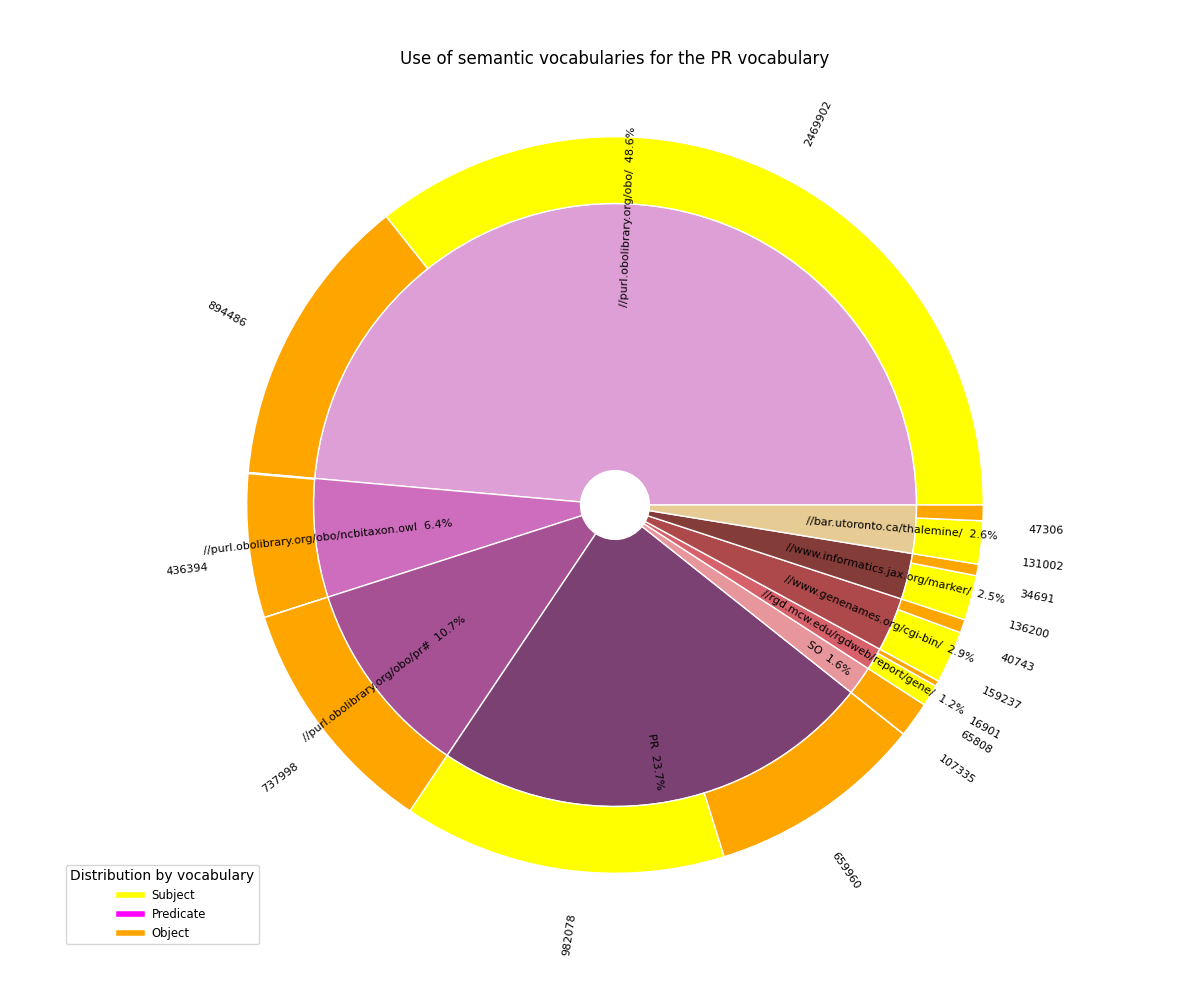 Use of semantic vocabularies for the PR vocabulary
2469902
//purl.obolibrary.org/obo/ 48.6%
894486
//purl.obolibrary.org/obo/ncbitaxon.owl 6.4%
436394
//purl.obolibrary.org/obo/pr# 10.7%
737998
PR 23.7%
982078
659960
SO 1.6%
107335
//rgd.mcw.edu/rgdweb/report/gene/ 1.2%
65808
16901
//www.genenames.org/cgi-bin/ 2.9%
159237
40743
//www.informatics.jax.org/marker/ 2.5%
136200
34691
//bar.utoronto.ca/thalemine/ 2.6%
131002
47306
Distribution by vocabulary
Subject
Predicate
Object